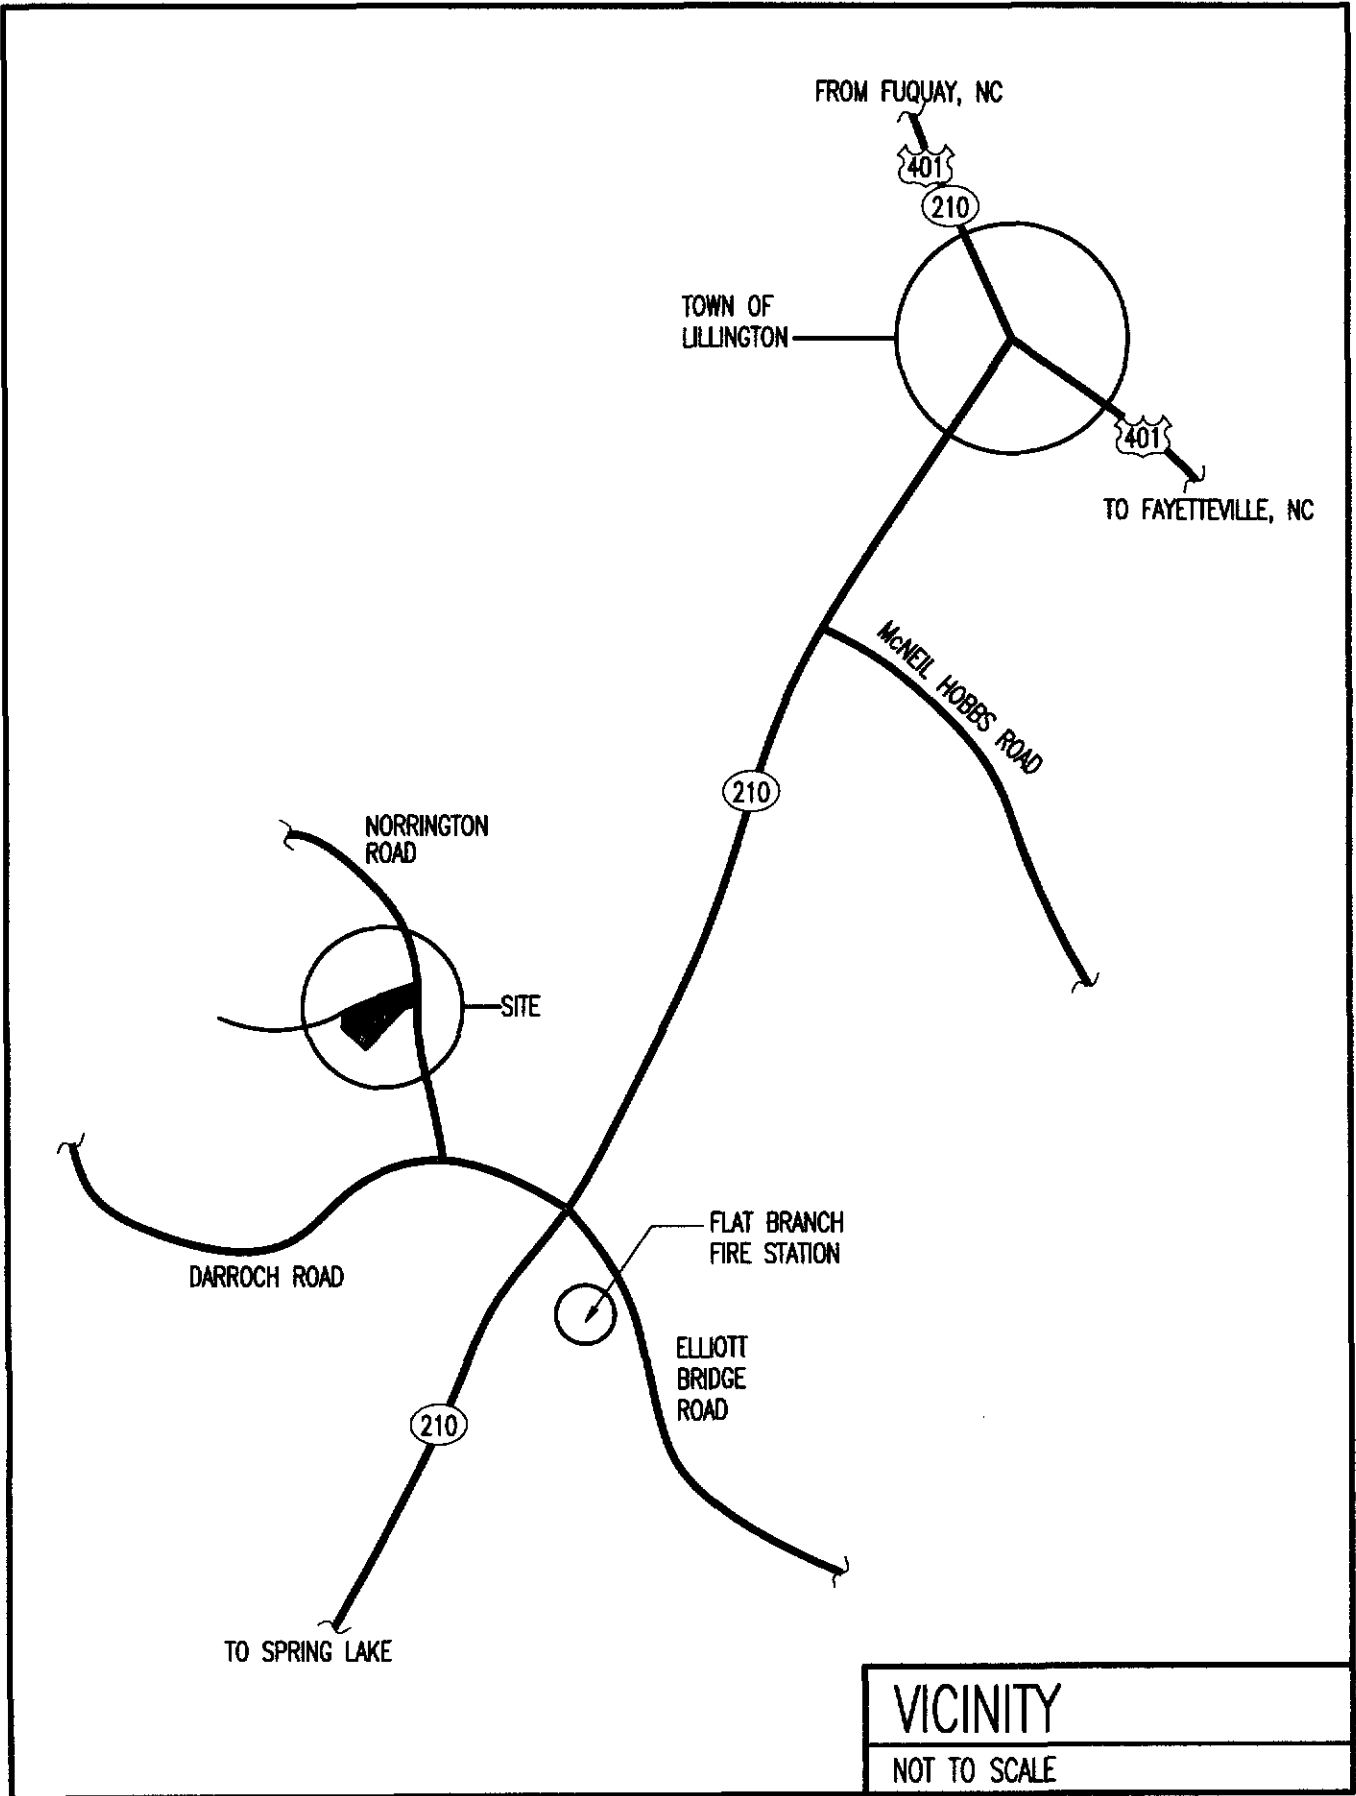 FROM FUQUAY, NC
401
210
TOWN OF
LILLINGTON
401
TO FAYETTEVILLE, NC
McNEIL HOBBS ROAD
210
NORRINGTON
ROAD
SITE
FLAT BRANCH
FIRE STATION
DARROCH ROAD
ELLIOTT
BRIDGE
ROAD
210
TO SPRING LAKE
VICINITY
NOT TO SCALE